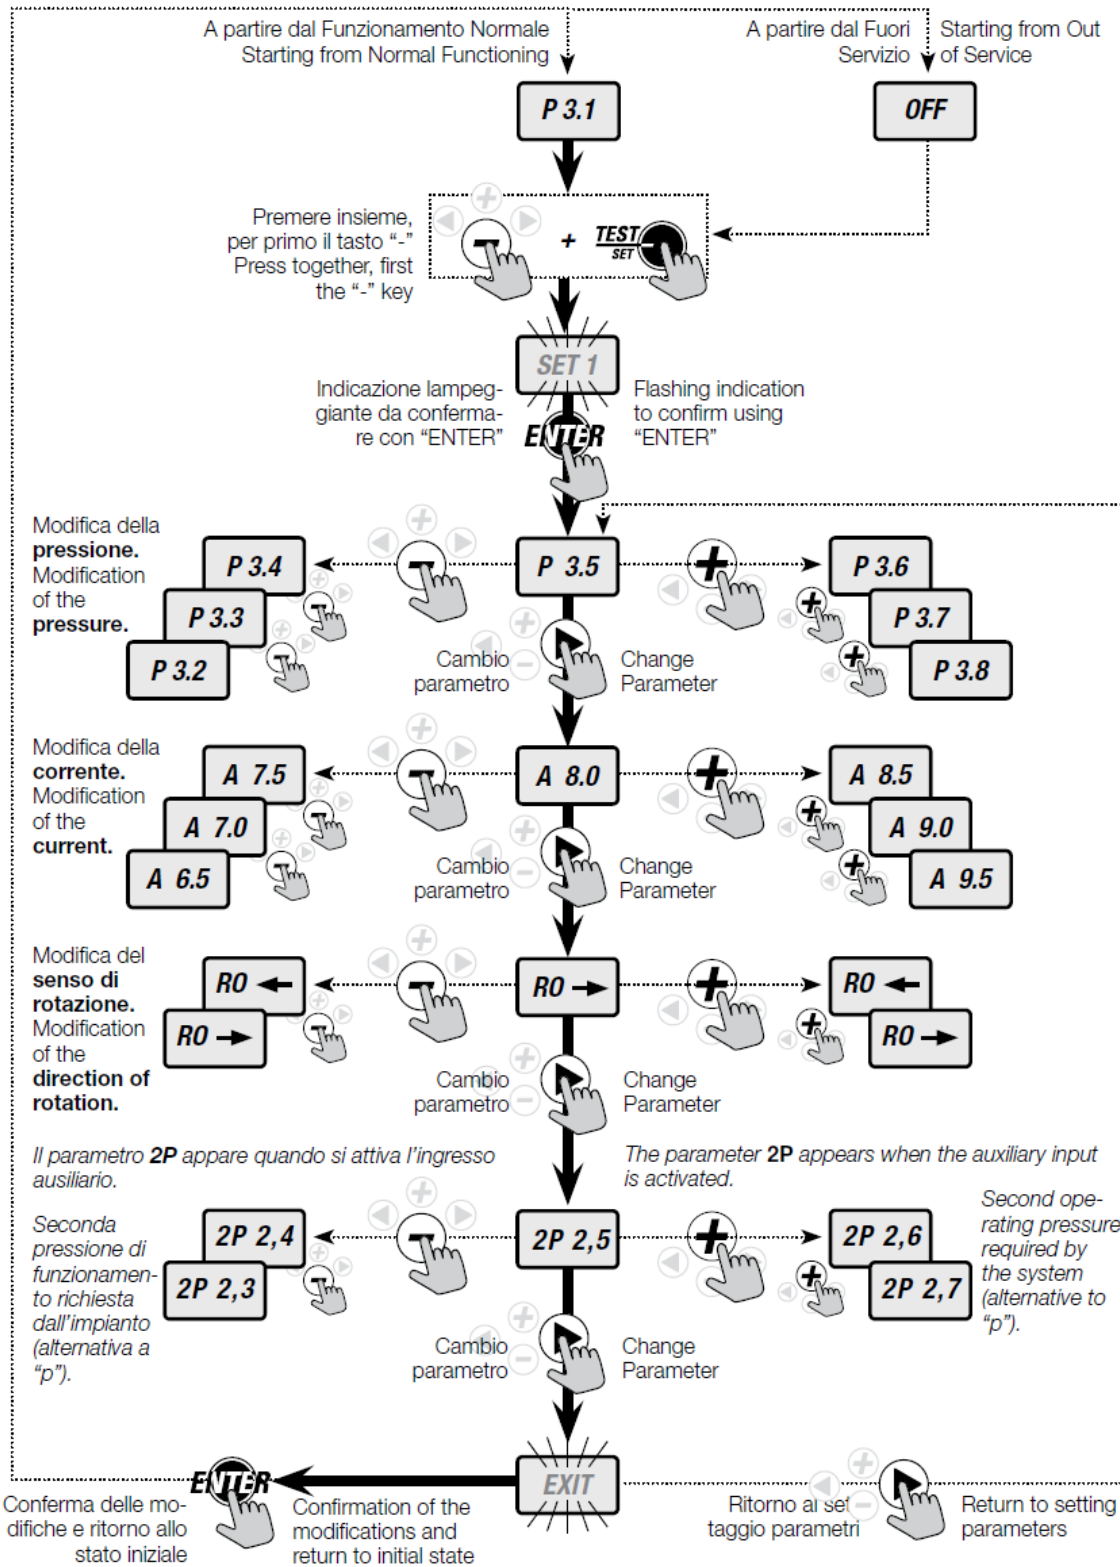 A partire dal Funzionamento Normale
Starting from Normal Functioning
A partire dal Fuori
Servizio
Starting from Out
of Service
P 3.1
OFF
Premere insieme,
per primo il tasto “-”
Press together, first
the “-” key
+
TEST
SET
SET 1
Indicazione lampeg-
giante da conferma-
re con “ENTER”
ENTER
Flashing indication
to confirm using
“ENTER”
Modifica della
pressione.
Modification
of the
pressure.
P 3.4
P 3.3
P 3.2
P 3.5
P 3.6
P 3.7
P 3.8
Cambio
parametro
Change
Parameter
Modifica della
corrente.
Modification
of the
current.
A 7.5
A 7.0
A 6.5
A 8.0
A 8.5
A 9.0
A 9.5
Cambio
parametro
Change
Parameter
Modifica del
senso di
rotazione.
Modification
of the
direction of
rotation.
RO ←
RO →
RO →
RO ←
RO →
Cambio
parametro
Change
Parameter
Il parametro 2P appare quando si attiva l’ingresso
ausiliario.
The parameter 2P appears when the auxiliary input
is activated.
Seconda
pressione di
funzionamen-
to richiesta
dall’impianto
(alternativa a
“p”).
2P 2,4
2P 2,3
2P 2,5
2P 2,6
2P 2,7
Second ope-
rating pressure
required by
the system
(alternative to
“p”).
Cambio
parametro
Change
Parameter
ENTER
EXIT
Conferma delle mo-
difiche e ritorno allo
stato iniziale
Confirmation of the
modifications and
return to initial state
Ritorno al set-
taggio parametri
Return to setting
parameters